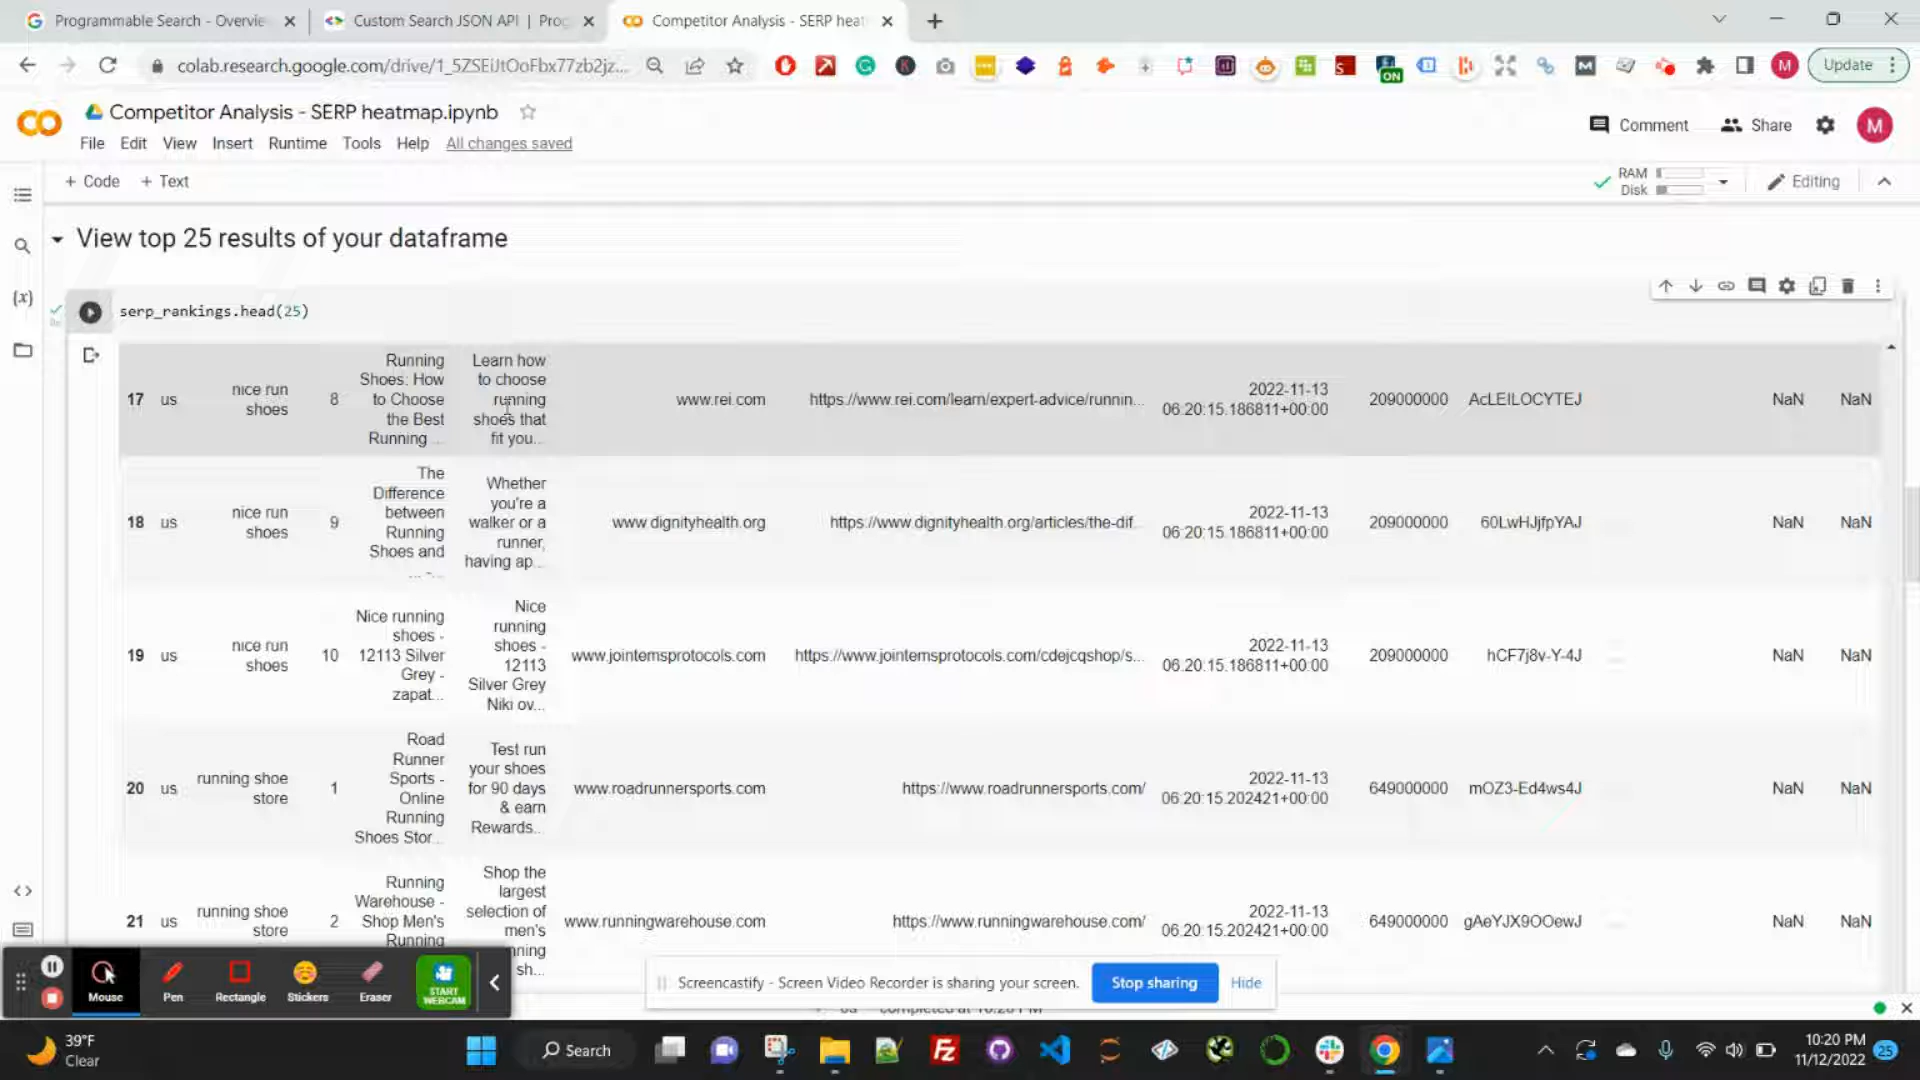 Programmable Search - Overvie
Custom Search JSON API | Prog
Competitor Analysis - SERP heat
colab.research.google.com/drive/1_5ZSEiJtOoFbx77zb2jz...
ON
M
Update
Competitor Analysis - SERP heatmap.ipynb
Comment
Share
M
File Edit View Insert Runtime Tools Help All changes saved
+ Code + Text
RAM
Disk
Editing
View top 25 results of your dataframe
{x}
serp_rankings.head(25)
17 us nice run shoes 8 Running Shoes: How to Choose the Best Running ... Learn how to choose running shoes that fit you... www.rei.com https://www.rei.com/learn/expert-advice/runnin... 2022-11-13 06:20:15.186811+00:00 209000000 AcLEILOCYTEJ NaN NaN
18 us nice run shoes 9 The Difference between Running Shoes and Whether you're a walker or a runner, having ap... www.dignityhealth.org https://www.dignityhealth.org/articles/the-dif... 2022-11-13 06:20:15.186811+00:00 209000000 60LwHJjfpYAJ NaN NaN
19 us nice run shoes 10 Nice running shoes - 12113 Silver Grey - zapat... Nice running shoes - 12113 Silver Grey Niki ov... www.jointemsprotocols.com https://www.jointemsprotocols.com/cdejcqshop/s... 2022-11-13 06:20:15.186811+00:00 209000000 hCF7j8v-Y-4J NaN NaN
20 us running shoe store 1 Road Runner Sports - Online Running Shoes Stor... Test run your shoes for 90 days & earn Rewards... www.roadrunnersports.com https://www.roadrunnersports.com/ 2022-11-13 06:20:15.202421+00:00 649000000 mOZ3-Ed4ws4J NaN NaN
21 us running shoe store 2 Running Warehouse - Shop Men's Running Shop the largest selection of men's sh... www.runningwarehouse.com https://www.runningwarehouse.com/ 2022-11-13 06:20:15.202421+00:00 649000000 gAeYJX9OOewJ NaN NaN
Mouse
Pen
Rectangle
Stickers
Eraser
START
WEBCAM
Screencastify - Screen Video Recorder is sharing your screen.
Stop sharing
Hide
39°F
Clear
Search
10:20 PM
11/12/2022
25